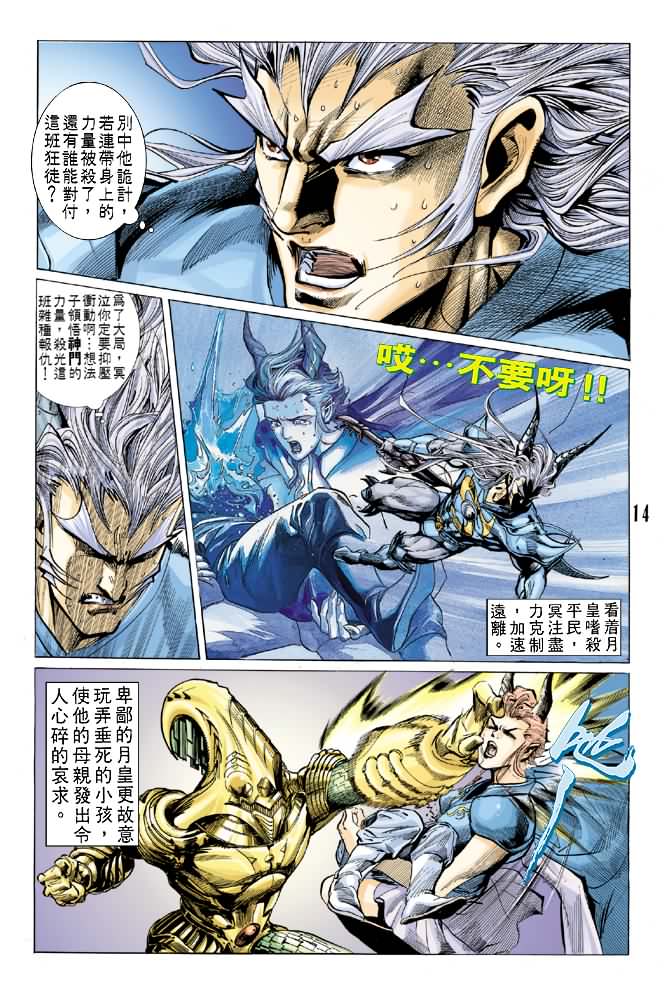 別中他詭計，
若連帶身上的
力量被殺了，
還有誰能對付
這班狂徒？
為了大局，冥
泣你定要抑壓
衝動啊…想法
子領悟神門的
力量，殺光這
班雜種報仇！
哎…不要呀!!
看着月
皇嗜殺
平民，
冥注盡
力克制
，加速
遠離。
14
卑鄙的月皇更故意
玩弄垂死的小孩，
使他的母親發出令
人心碎的哀求。